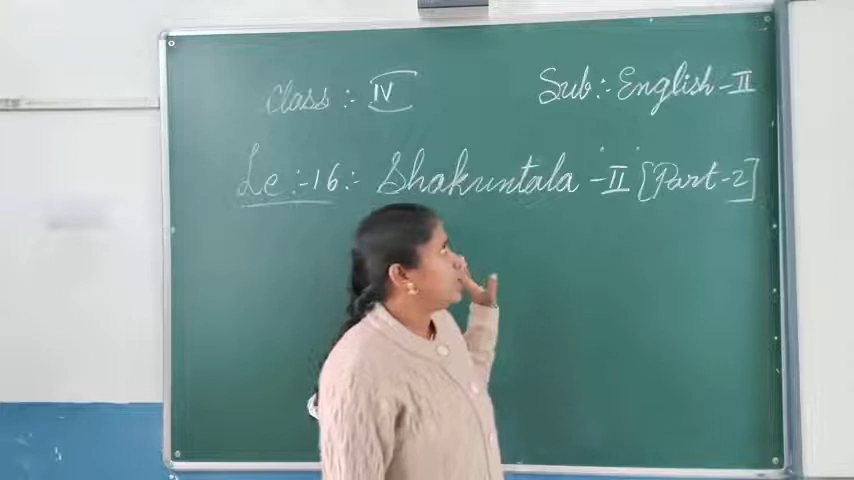 Class :- IV
Sub:- English-II
Le:-16:- Shakuntala -II [Part-2]